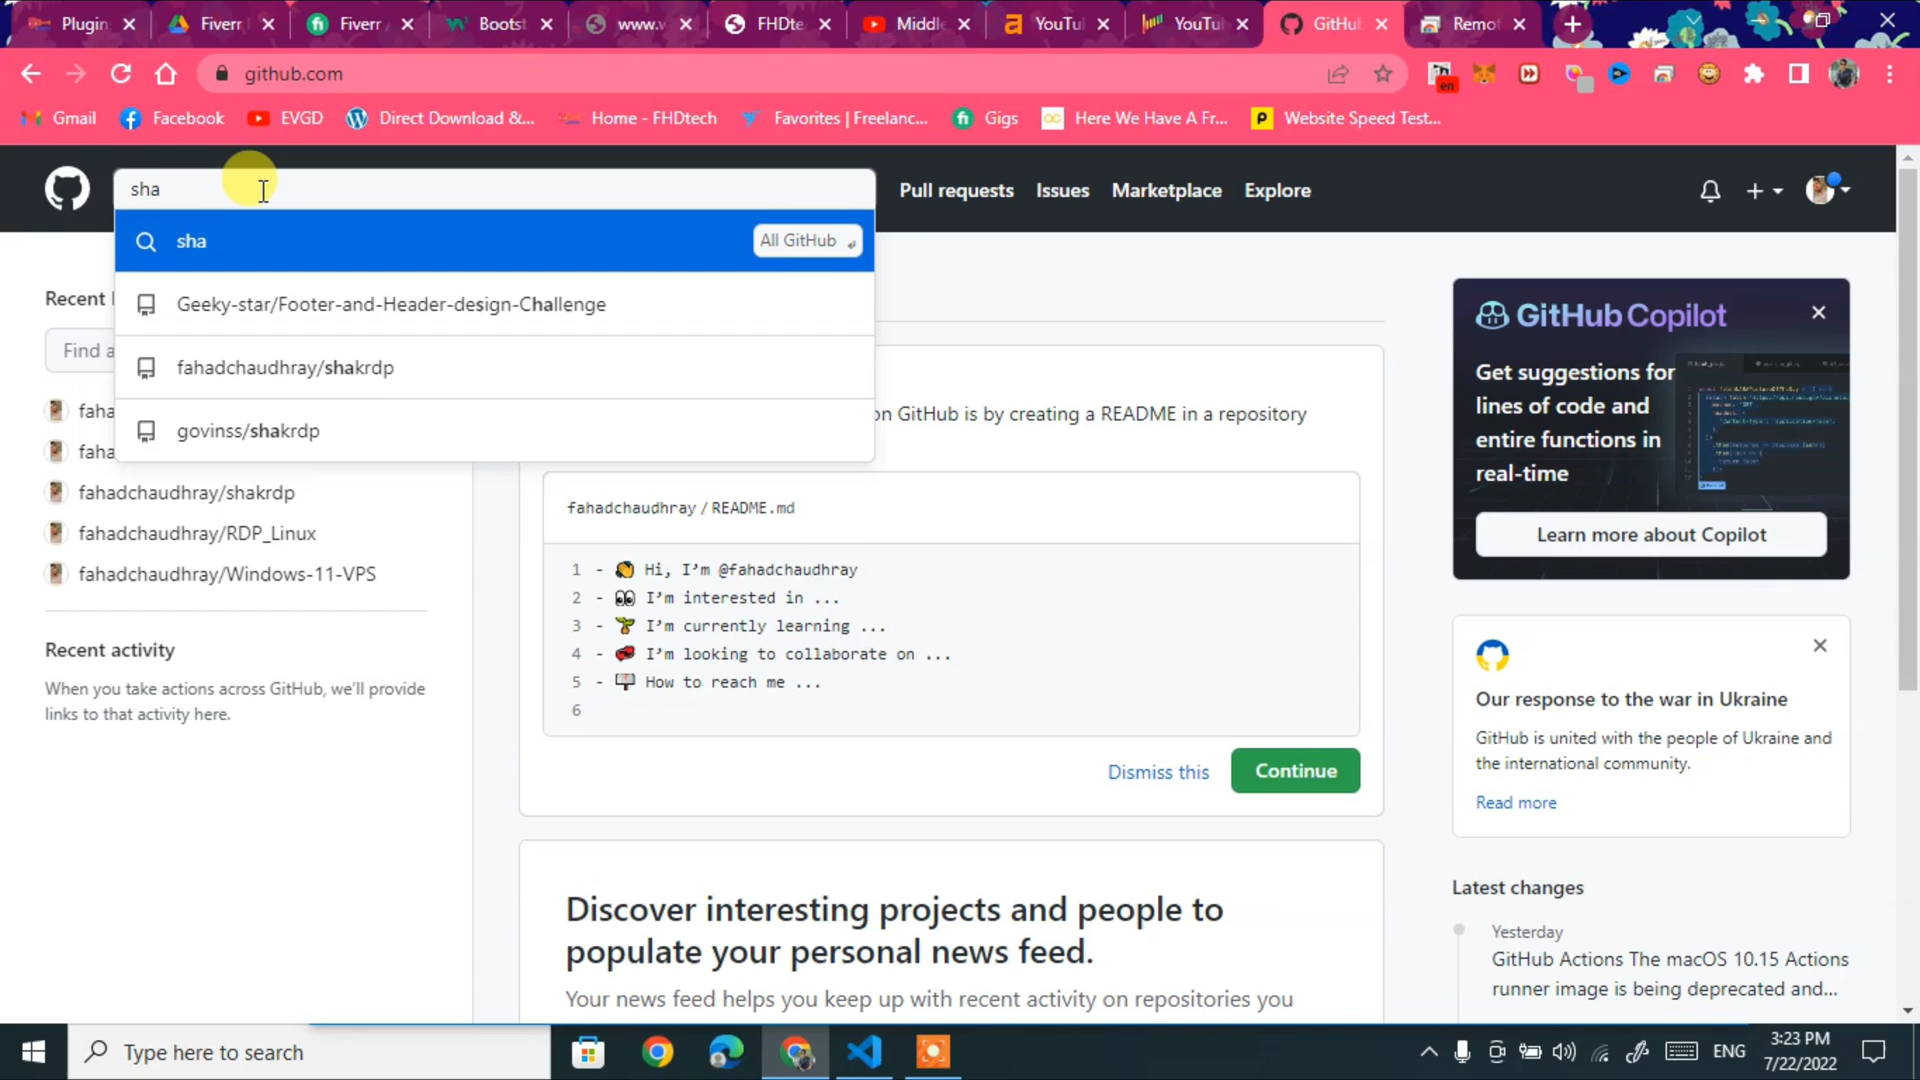 Plugin
Fiverr
Fiverr
Bootst
www.
FHDte
Middl
YouTu
YouTu
GitHu
Remo
github.com
en
Gmail
Facebook
EVGD
Direct Download &...
Home - FHDtech
Favorites | Freelanc...
Gigs
Here We Have A Fr...
Website Speed Test...
sha
Pull requests
Issues
Marketplace
Explore
sha
All GitHub
Geeky-star/Footer-and-Header-design-Challenge
fahadchaudhray/shakrdp
govinss/shakrdp
Recent
Find a
faha
faha
fahadchaudhray/shakrdp
fahadchaudhray/RDP_Linux
fahadchaudhray/Windows-11-VPS
Recent activity
When you take actions across GitHub, we'll provide
links to that activity here.
on GitHub is by creating a README in a repository
fahadchaudhray / README.md
1 - 👋 Hi, I'm @fahadchaudhray
2 - 👀 I'm interested in ...
3 - 🌱 I'm currently learning ...
4 - 💞️ I'm looking to collaborate on ...
5 - 📫 How to reach me ...
6
Dismiss this
Continue
Discover interesting projects and people to
populate your personal news feed.
Your news feed helps you keep up with recent activity on repositories you
GitHub Copilot
Get suggestions for
lines of code and
entire functions in
real-time
Learn more about Copilot
Our response to the war in Ukraine
GitHub is united with the people of Ukraine and
the international community.
Read more
Latest changes
Yesterday
GitHub Actions The macOS 10.15 Actions
runner image is being deprecated and...
Type here to search
ENG
3:23 PM
7/22/2022